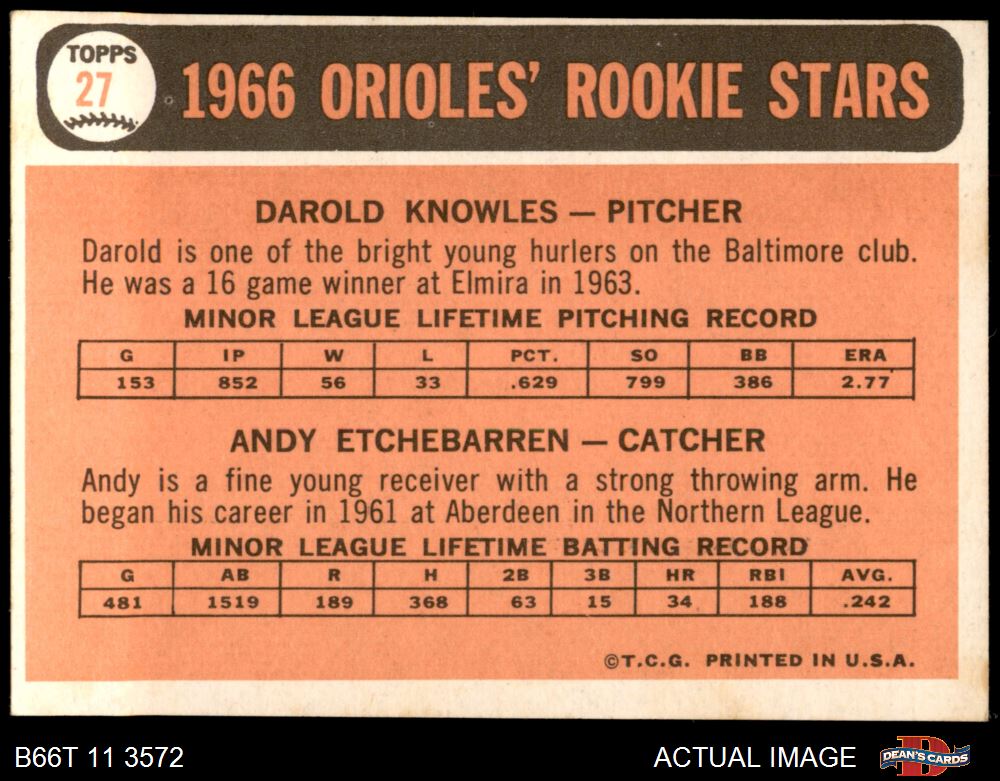 TOPPS
27
1966 ORIOLES' ROOKIE STARS
DAROLD KNOWLES — PITCHER
Darold is one of the bright young hurlers on the Baltimore club.
He was a 16 game winner at Elmira in 1963.
MINOR LEAGUE LIFETIME PITCHING RECORD
G IP W L PCT. SO BB ERA
153 852 56 33 .629 799 386 2.77
ANDY ETCHEBARREN — CATCHER
Andy is a fine young receiver with a strong throwing arm. He
began his career in 1961 at Aberdeen in the Northern League.
MINOR LEAGUE LIFETIME BATTING RECORD
G AB R H 2B 3B HR RBI AVG.
481 1519 189 368 63 15 34 188 .242
©T.C.G. PRINTED IN U.S.A.
B66T 11 3572 ACTUAL IMAGE DEAN'S CARDS